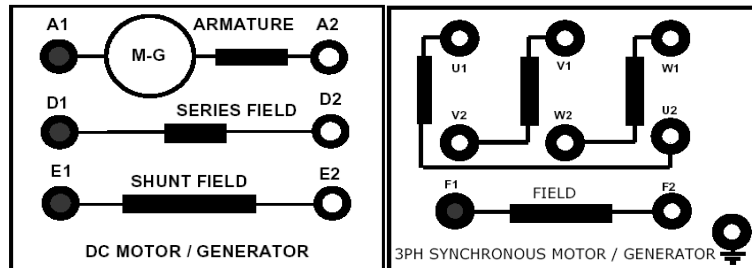 A1 ARMATURE A2
M-G
D1 SERIES FIELD D2
E1 SHUNT FIELD E2
DC MOTOR / GENERATOR
U1 V1 W1
V2 W2 U2
F1 FIELD F2
3PH SYNCHRONOUS MOTOR / GENERATOR